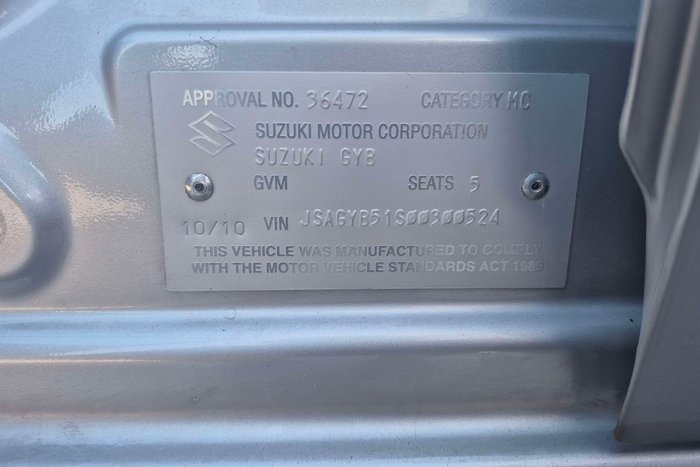 APPROVAL NO. 36472 CATEGORY MC
SUZUKI MOTOR CORPORATION
SUZUKI GYB
GVM SEATS 5
10/10 VIN JSAGYB51S00300524
THIS VEHICLE WAS MANUFACTURED TO COMPLY
WITH THE MOTOR VEHICLE STANDARDS ACT 1989